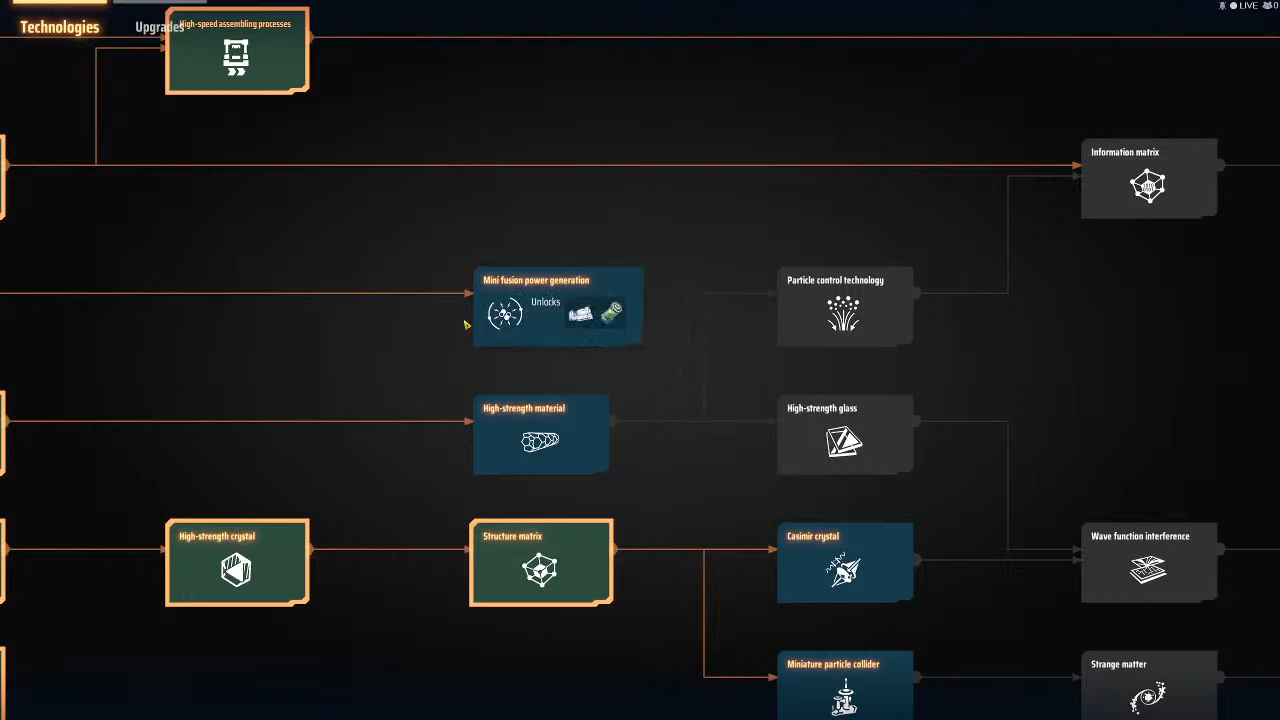 LIVE 0
Technologies
Upgrades
High-speed assembling processes
Information matrix
Mini fusion power generation
Unlocks
Particle control technology
High-strength material
High-strength glass
High-strength crystal
Structure matrix
Casimir crystal
Wave function interference
Miniature particle collider
Strange matter